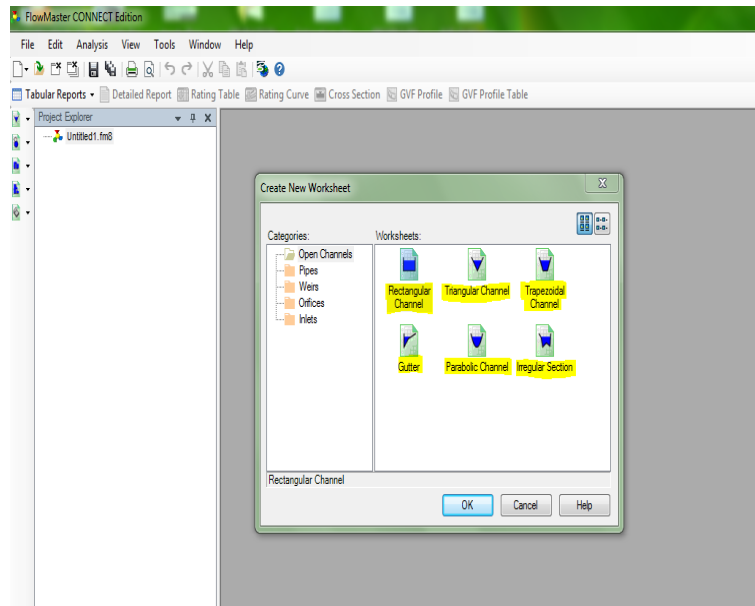 FlowMaster CONNECT Edition
File Edit Analysis View Tools Window Help
Tabular Reports Detailed Report Rating Table Rating Curve Cross Section GVF Profile GVF Profile Table
Project Explorer
Untitled1.fm8
Create New Worksheet
X
Categories: Worksheets:
Open Channels
Pipes
Weirs
Orifices
Inlets
Rectangular Channel
Triangular Channel
Trapezoidal Channel
Gutter
Parabolic Channel
Irregular Section
Rectangular Channel
OK Cancel Help